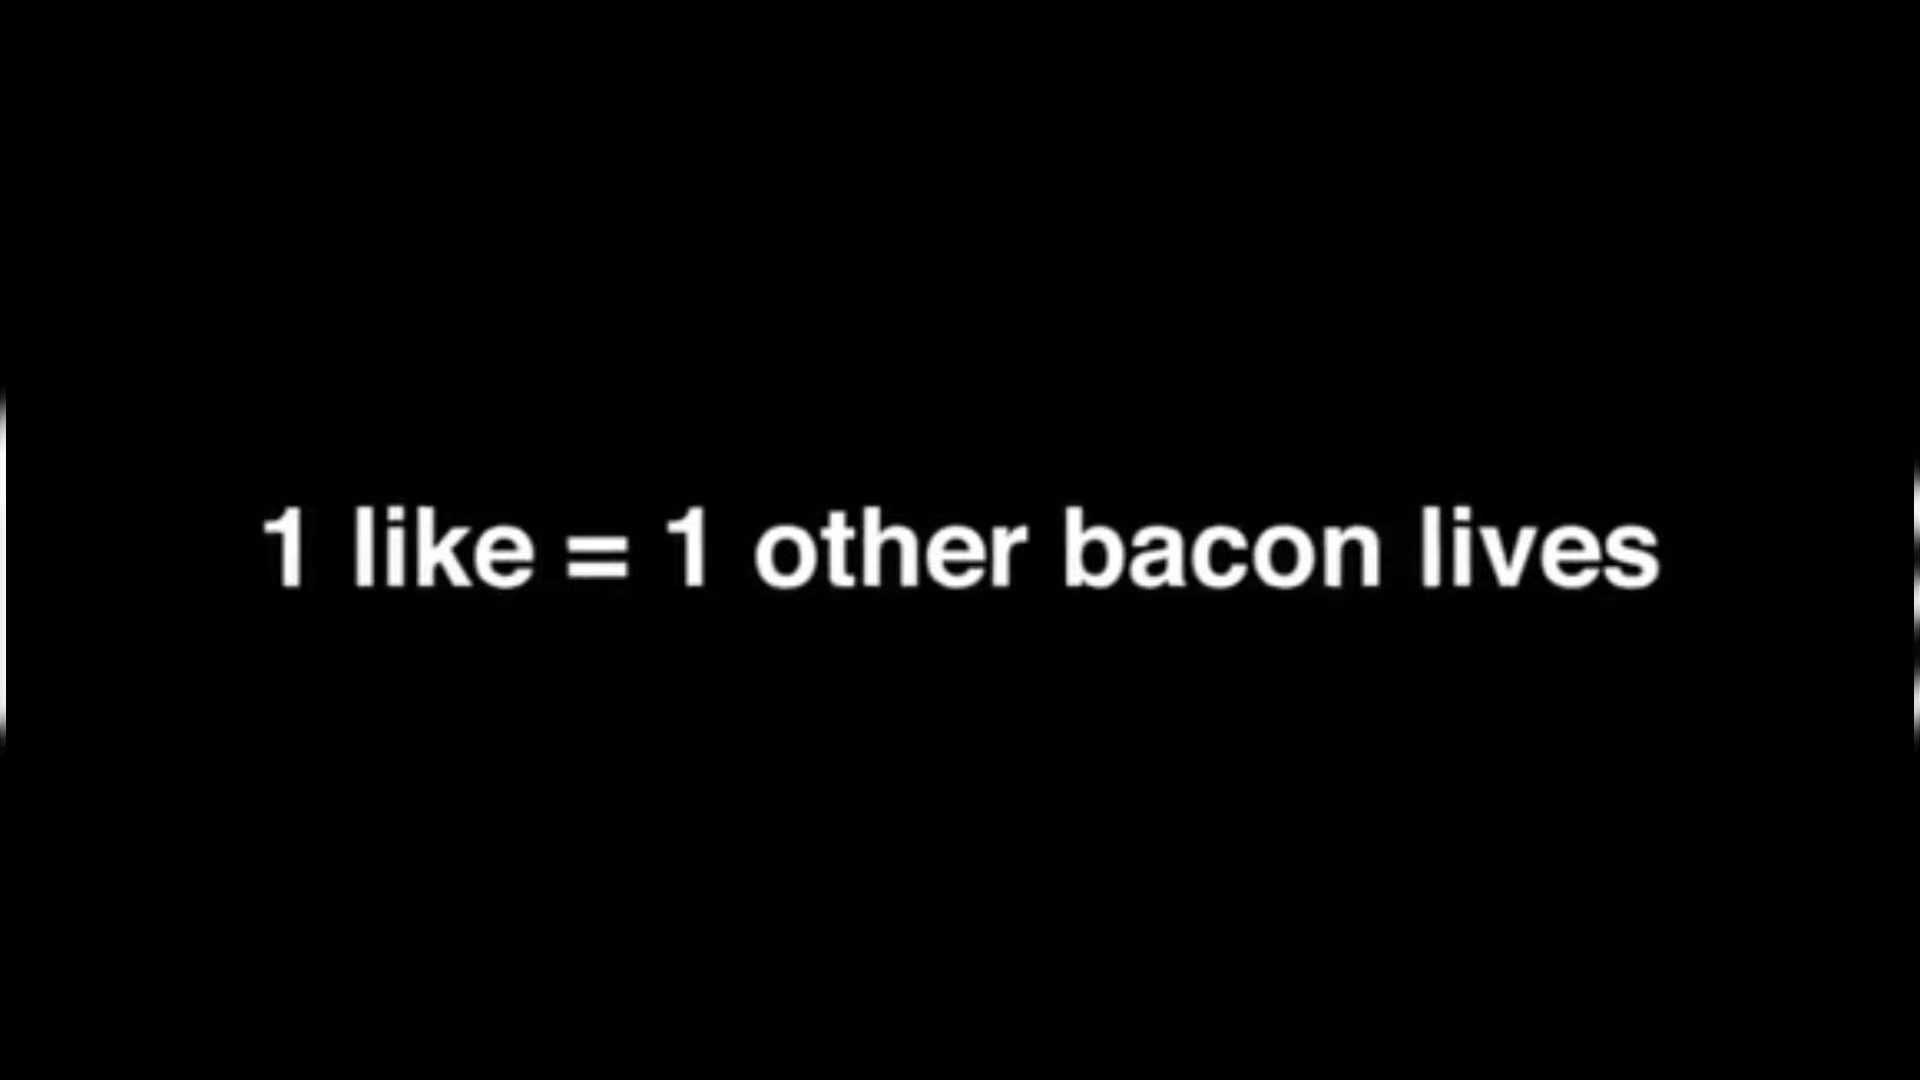 1 like = 1 other bacon lives